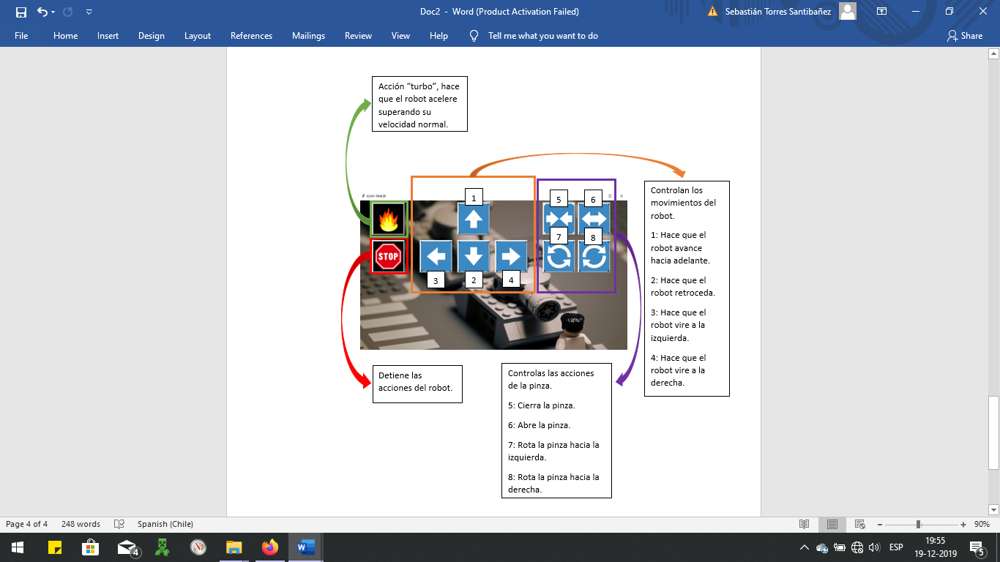 Doc2 - Word (Product Activation Failed)
Sebastián Torres Santibañez
File Home Insert Design Layout References Mailings Review View Help Tell me what you want to do Share
Acción “turbo”, hace
que el robot acelere
superando su
velocidad normal.
1
5
6
7
8
STOP
3
2
4
Controlan los
movimientos del
robot.
1: Hace que el
robot avance
hacia adelante.
2: Hace que el
robot retroceda.
3: Hace que el
robot vire a la
izquierda.
4: Hace que el
robot vire a la
derecha.
Detiene las
acciones del robot.
Controlas las acciones
de la pinza.
5: Cierra la pinza.
6: Abre la pinza.
7: Rota la pinza hacia la
izquierda.
8: Rota la pinza hacia la
derecha.
Page 4 of 4 248 words Spanish (Chile) 90%
4
ESP
19:55
19-12-2019
5